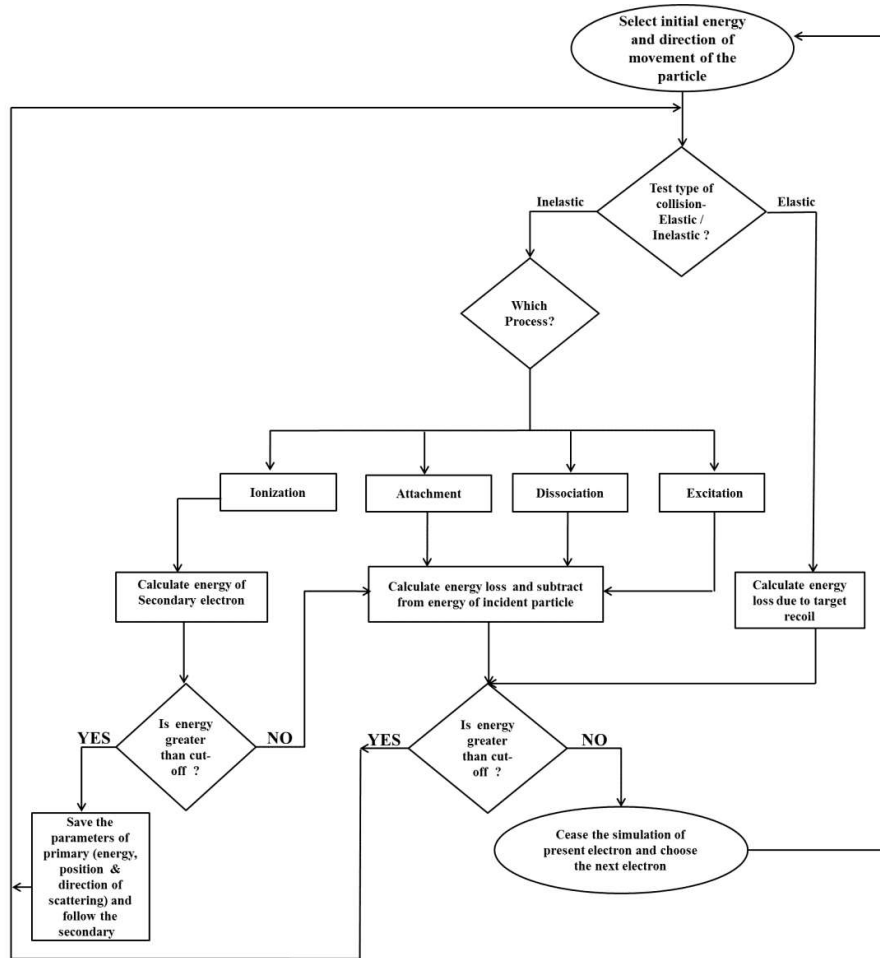 Select initial energy
and direction of
movement of the
particle
Test type of
collision-
Elastic /
Inelastic ?
Inelastic
Elastic
Which
Process?
Ionization
Attachment
Dissociation
Excitation
Calculate energy of
Secondary electron
Calculate energy loss and subtract
from energy of incident particle
Calculate energy
loss due to target
recoil
Is energy
greater
than cut-
off ?
YES
NO
Is energy
greater
than cut-
off ?
YES
NO
Save the
parameters of
primary (energy,
position &
direction of
scattering) and
follow the
secondary
Cease the simulation of
present electron and choose
the next electron